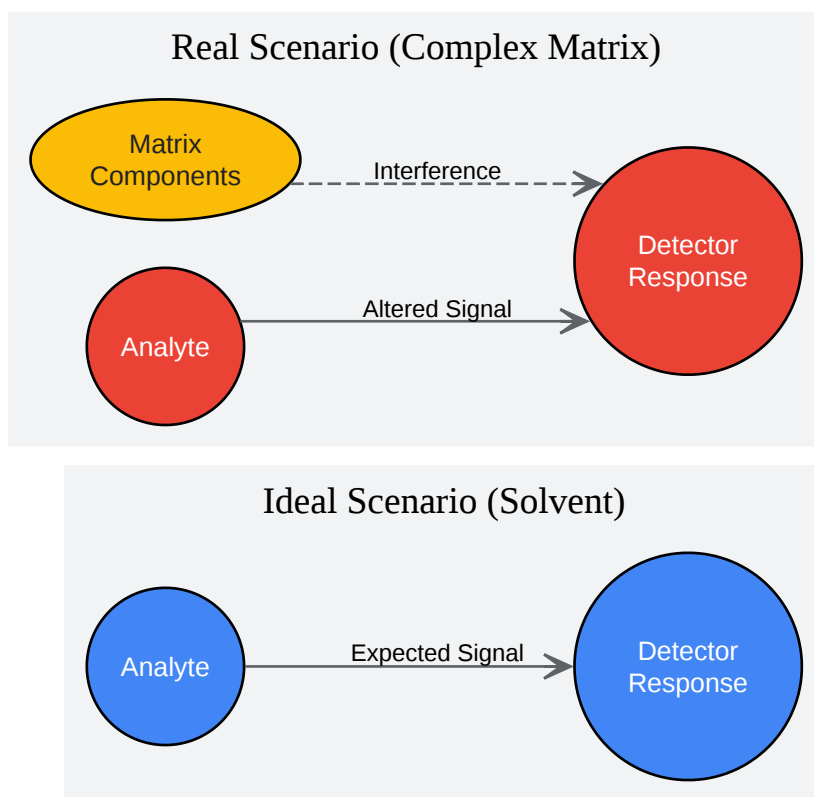 Real Scenario (Complex Matrix)
Matrix
Components
Interference
Detector
Response
Altered Signal
Analyte
Ideal Scenario (Solvent)
Analyte
Expected Signal
Detector
Response